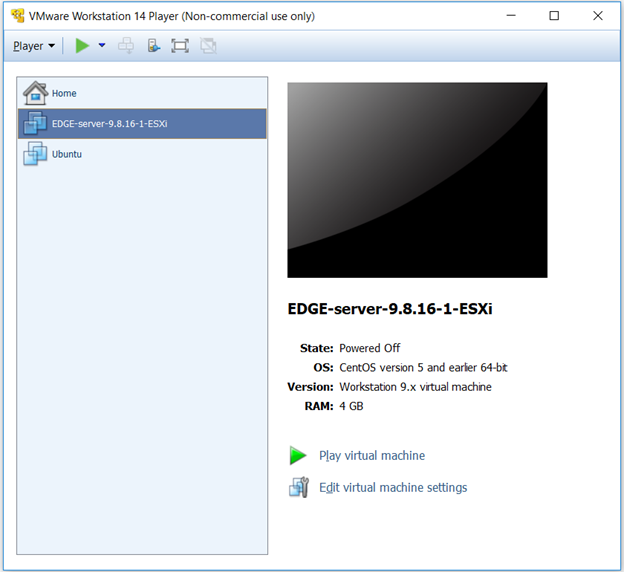 VMware Workstation 14 Player (Non-commercial use only)
Player
Home
EDGE-server-9.8.16-1-ESXi
Ubuntu
EDGE-server-9.8.16-1-ESXi
State: Powered Off
OS: CentOS version 5 and earlier 64-bit
Version: Workstation 9.x virtual machine
RAM: 4 GB
Play virtual machine
Edit virtual machine settings